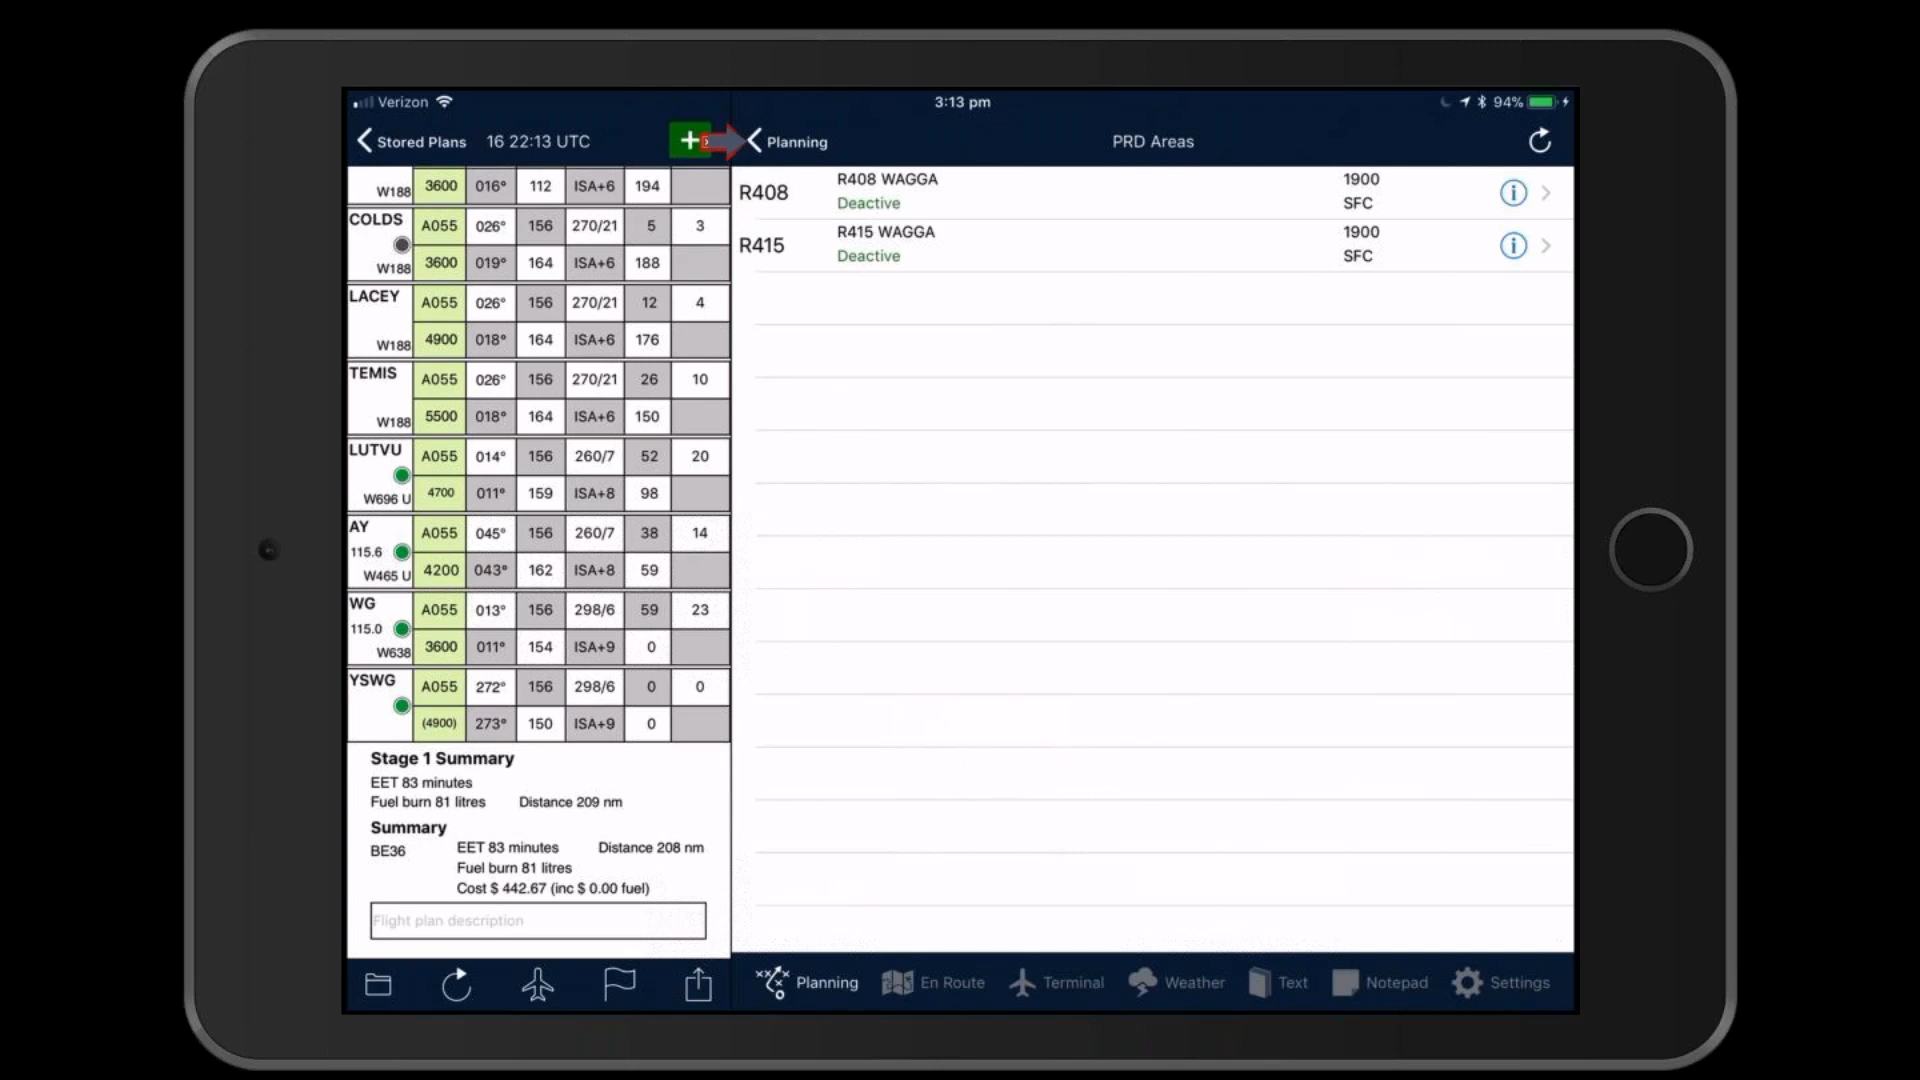 Verizon
3:13 pm
94%
Stored Plans
16 22:13 UTC
+
Planning
PRD Areas
W188 3600 016° 112 ISA+6 194
COLDS A055 026° 156 270/21 5 3
W188 3600 019° 164 ISA+6 188
LACEY A055 026° 156 270/21 12 4
W188 4900 018° 164 ISA+6 176
TEMIS A055 026° 156 270/21 26 10
W188 5500 018° 164 ISA+6 150
LUTVU A055 014° 156 260/7 52 20
W696 U 4700 011° 159 ISA+8 98
AY A055 045° 156 260/7 38 14
115.6
W465 U 4200 043° 162 ISA+8 59
WG A055 013° 156 298/6 59 23
115.0
W638 3600 011° 154 ISA+9 0
YSWG A055 272° 156 298/6 0 0
(4900) 273° 150 ISA+9 0
Stage 1 Summary
EET 83 minutes
Fuel burn 81 litres Distance 209 nm
Summary
BE36 EET 83 minutes Distance 208 nm
Fuel burn 81 litres
Cost $ 442.67 (inc $ 0.00 fuel)
Flight plan description
R408 R408 WAGGA 1900
Deactive SFC
R415 R415 WAGGA 1900
Deactive SFC
Planning
En Route
Terminal
Weather
Text
Notepad
Settings